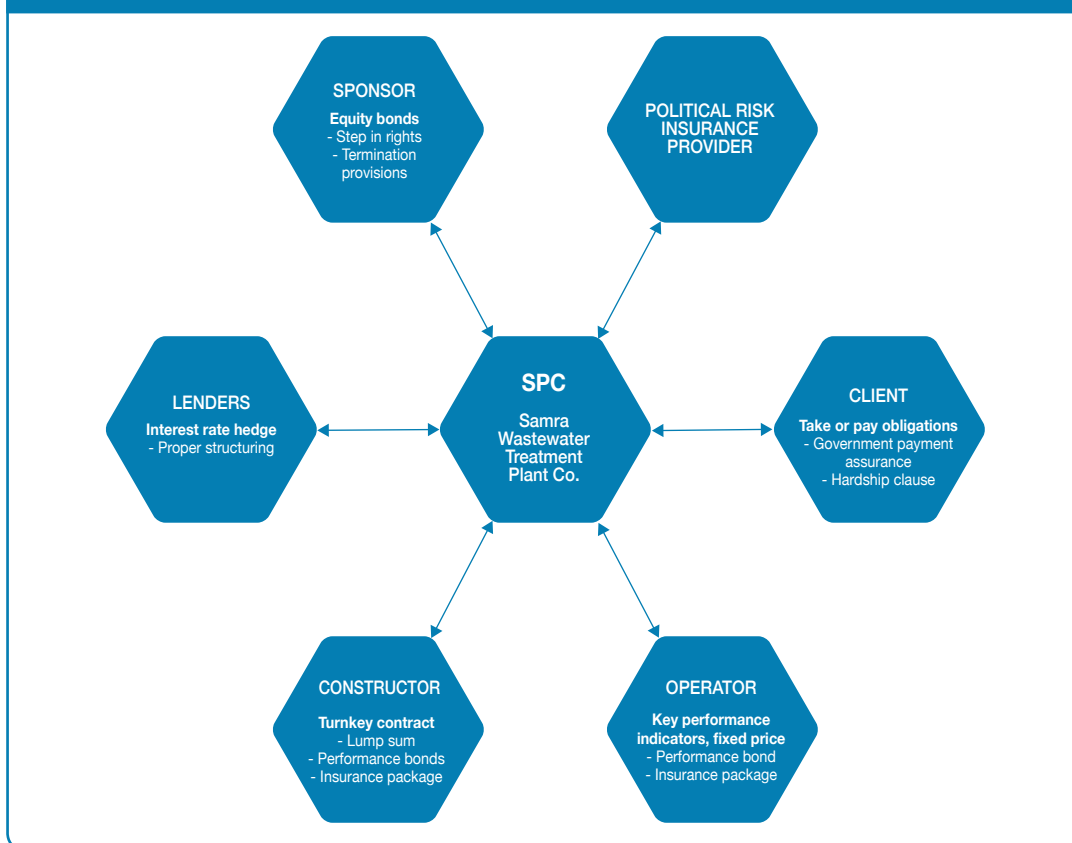 SPONSOR
Equity bonds
- Step in rights
- Termination
provisions
POLITICAL RISK
INSURANCE
PROVIDER
LENDERS
Interest rate hedge
- Proper structuring
SPC
Samra
Wastewater
Treatment
Plant Co.
CLIENT
Take or pay obligations
- Government payment
assurance
- Hardship clause
CONSTRUCTOR
Turnkey contract
- Lump sum
- Performance bonds
- Insurance package
OPERATOR
Key performance
indicators, fixed price
- Performance bond
- Insurance package